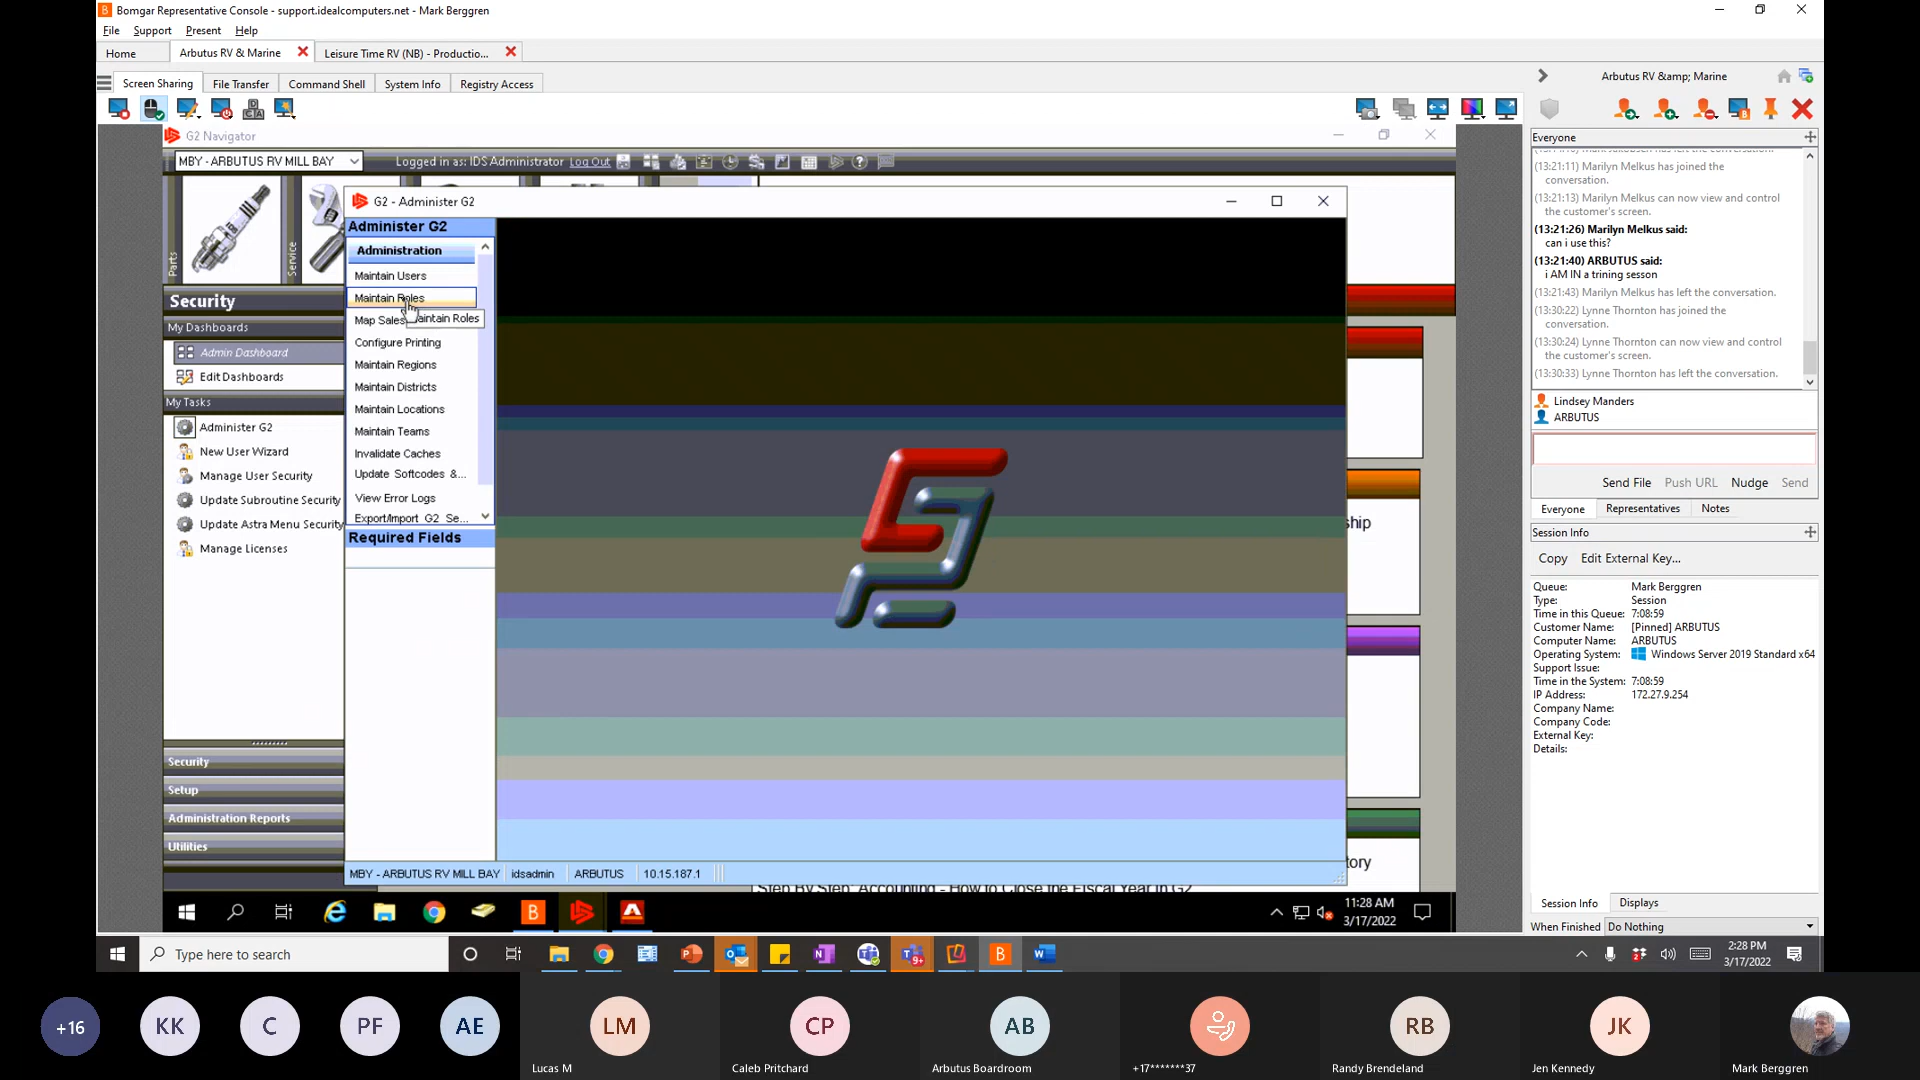 Bomgar Representative Console - support.idealcomputers.net - Mark Berggren
File Support Present Help
Home Arbutus RV & Marine Leisure Time RV (NB) - Productio...
Screen Sharing File Transfer Command Shell System Info Registry Access
Arbutus RV &amp; Marine
G2 Navigator
MBY - ARBUTUS RV MILL BAY Logged in as: IDS Administrator Log Out
Parts
Service
G2 - Administer G2
Administer G2
Administration
Maintain Users
Maintain Roles
Map Sales
Maintain Roles
Configure Printing
Maintain Regions
Maintain Districts
Maintain Locations
Maintain Teams
Invalidate Caches
Update Softcodes &...
View Error Logs
Export/Import G2 Se...
Required Fields
Security
My Dashboards
Admin Dashboard
Edit Dashboards
My Tasks
Administer G2
New User Wizard
Manage User Security
Update Subroutine Security
Update Astra Menu Security
Manage Licenses
Security
Setup
Administration Reports
Utilities
ship
tory
MBY - ARBUTUS RV MILL BAY idsadmin ARBUTUS 10.15.187.1
Step By Step: Accounting - How to Close the Fiscal Year in G2
11:28 AM
3/17/2022
Everyone
(13:21:11) Marilyn Melkus has joined the
conversation.
(13:21:13) Marilyn Melkus can now view and control
the customer's screen.
(13:21:26) Marilyn Melkus said:
can i use this?
(13:21:40) ARBUTUS said:
i AM IN a trining sesson
(13:21:43) Marilyn Melkus has left the conversation.
(13:30:22) Lynne Thornton has joined the
conversation.
(13:30:24) Lynne Thornton can now view and control
the customer's screen.
(13:30:33) Lynne Thornton has left the conversation.
Lindsey Manders
ARBUTUS
Send File Push URL Nudge Send
Everyone Representatives Notes
Session Info
Copy Edit External Key...
Queue: Mark Berggren
Type: Session
Time in this Queue: 7:08:59
Customer Name: [Pinned] ARBUTUS
Computer Name: ARBUTUS
Operating System: Windows Server 2019 Standard x64
Support Issue:
Time in the System: 7:08:59
IP Address: 172.27.9.254
Company Name:
Company Code:
External Key:
Details:
Session Info Displays
When Finished Do Nothing
Type here to search
9+
2:28 PM
3/17/2022
+16 KK C PF AE LM CP AB RB JK
Lucas M Caleb Pritchard Arbutus Boardroom +17*******37 Randy Brendeland Jen Kennedy Mark Berggren